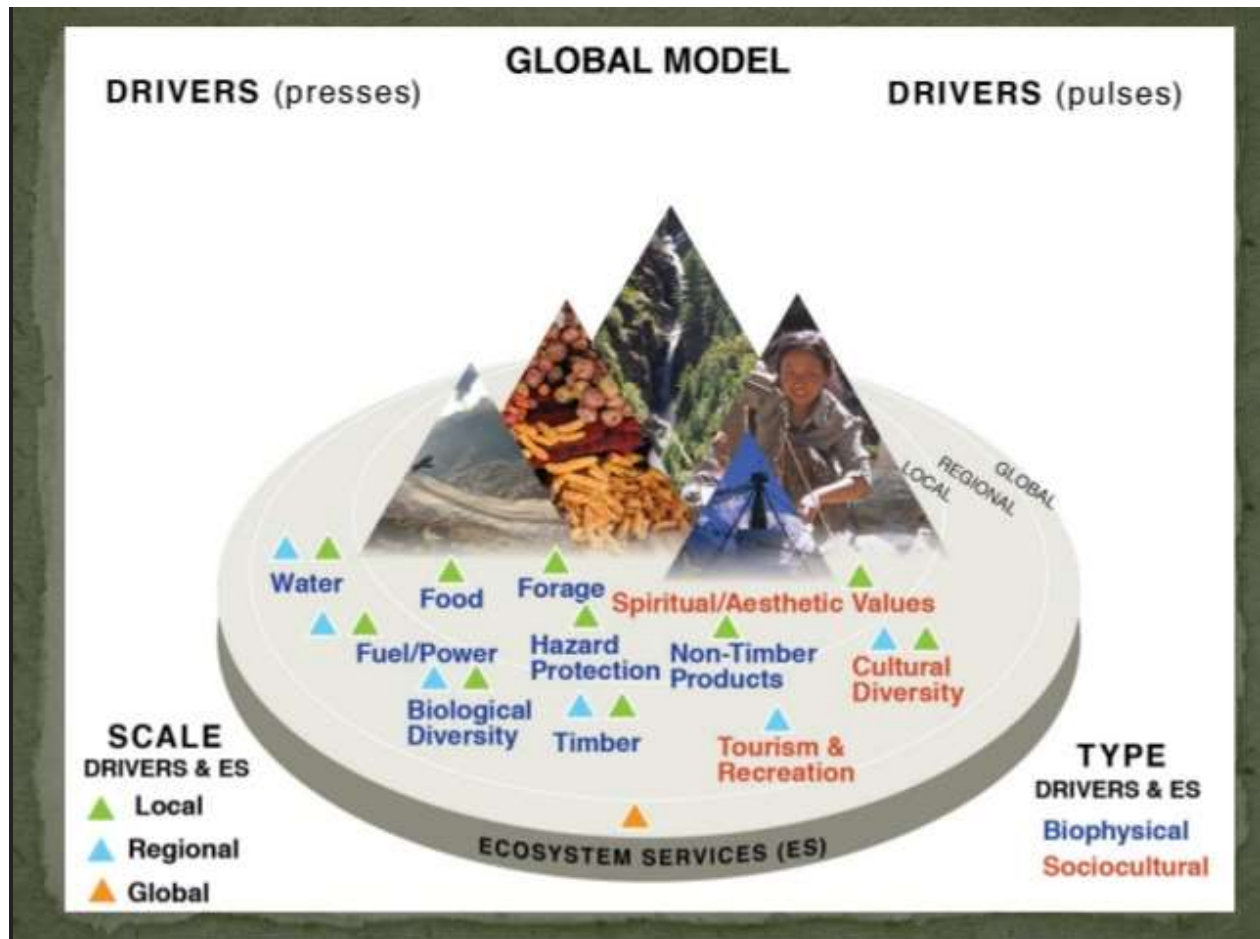 GLOBAL MODEL
DRIVERS (presses)
DRIVERS (pulses)
GLOBAL
REGIONAL
LOCAL
Water
Food
Forage
Spiritual/Aesthetic Values
Fuel/Power
Hazard
Protection
Non-Timber
Products
Cultural
Diversity
Biological
Diversity
Timber
Tourism &
Recreation
ECOSYSTEM SERVICES (ES)
SCALE
DRIVERS & ES
Local
Regional
Global
TYPE
DRIVERS & ES
Biophysical
Sociocultural